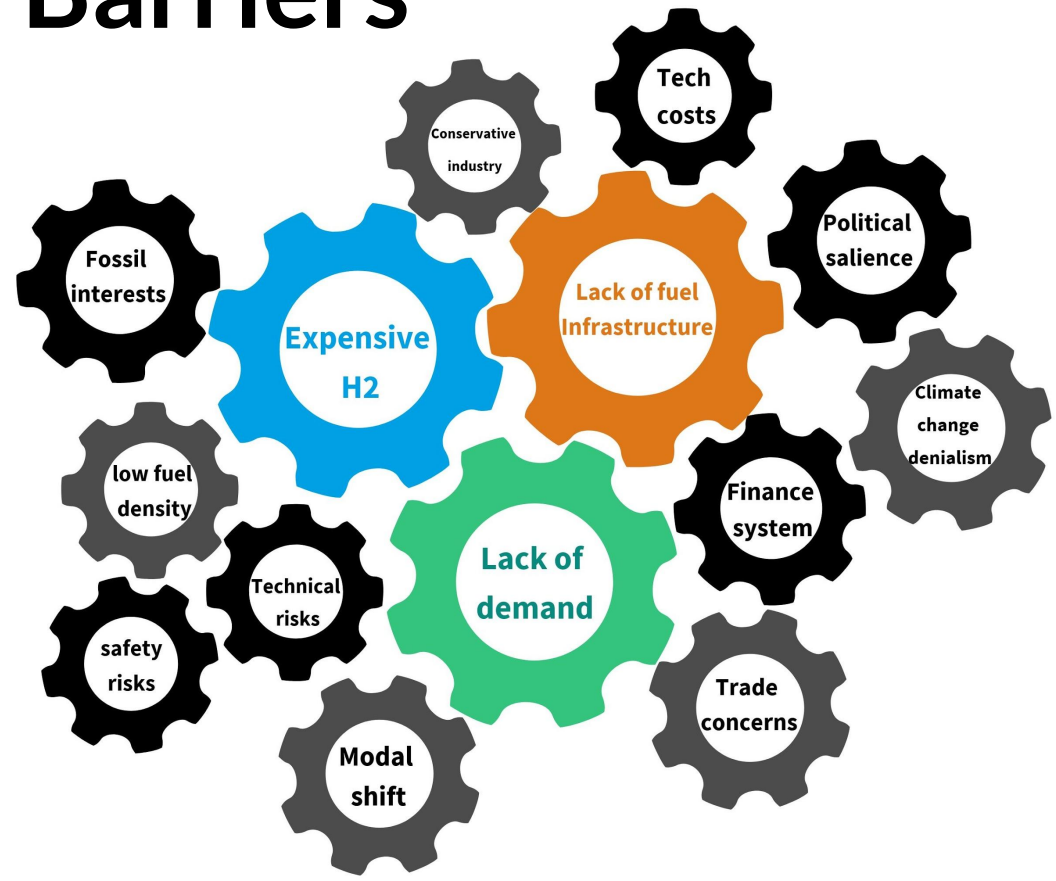 Barriers
Conservative
industry
Tech
costs
Fossil
interests
Political
salience
Expensive
H2
Lack of fuel
Infrastructure
Climate
change
denialism
low fuel
density
Finance
system
Technical
risks
Lack of
demand
safety
risks
Trade
concerns
Modal
shift